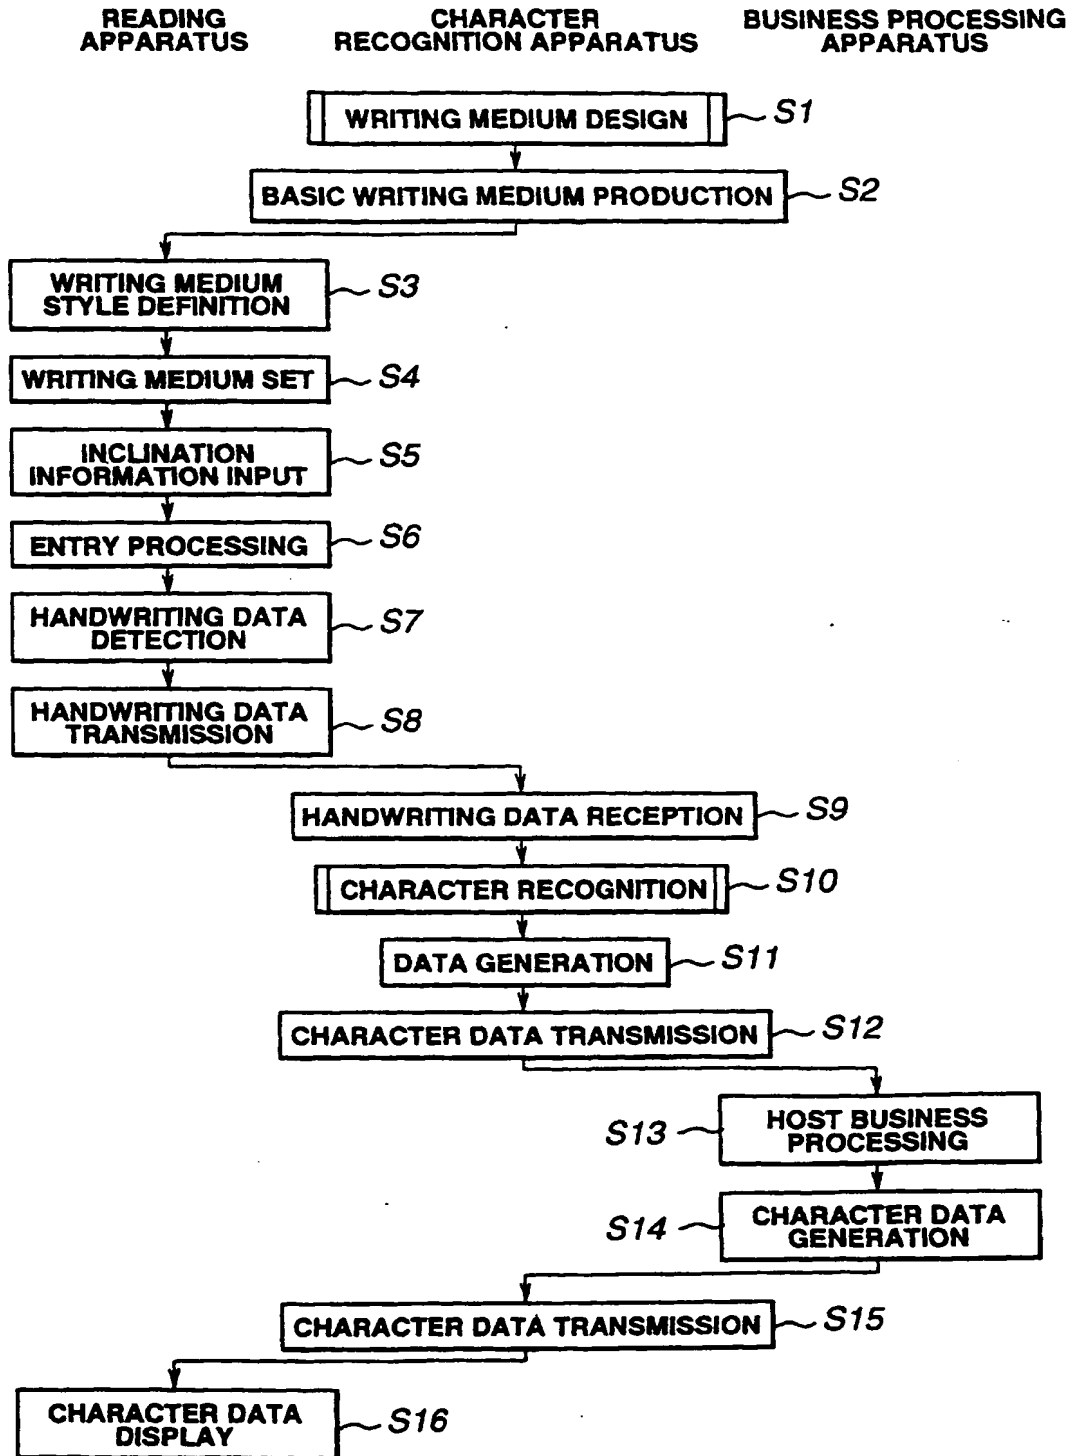 READING
APPARATUS
CHARACTER
RECOGNITION APPARATUS
BUSINESS PROCESSING
APPARATUS
WRITING MEDIUM DESIGN
S1
BASIC WRITING MEDIUM PRODUCTION
S2
WRITING MEDIUM
STYLE DEFINITION
S3
WRITING MEDIUM SET
S4
INCLINATION
INFORMATION INPUT
S5
ENTRY PROCESSING
S6
HANDWRITING DATA
DETECTION
S7
HANDWRITING DATA
TRANSMISSION
S8
HANDWRITING DATA RECEPTION
S9
CHARACTER RECOGNITION
S10
DATA GENERATION
S11
CHARACTER DATA TRANSMISSION
S12
HOST BUSINESS
PROCESSING
S13
CHARACTER DATA
GENERATION
S14
CHARACTER DATA TRANSMISSION
S15
CHARACTER DATA
DISPLAY
S16